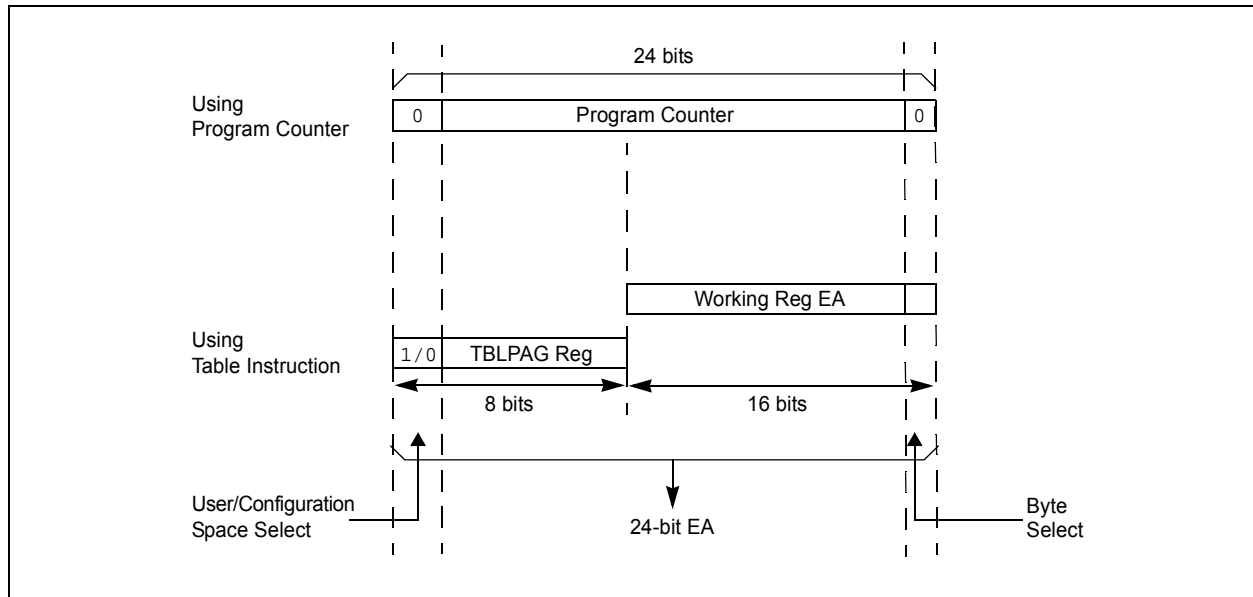 24 bits
Using
Program Counter
0
Program Counter
0
Working Reg EA
Using
Table Instruction
1/0
TBLPAG Reg
8 bits
16 bits
User/Configuration
Space Select
24-bit EA
Byte
Select